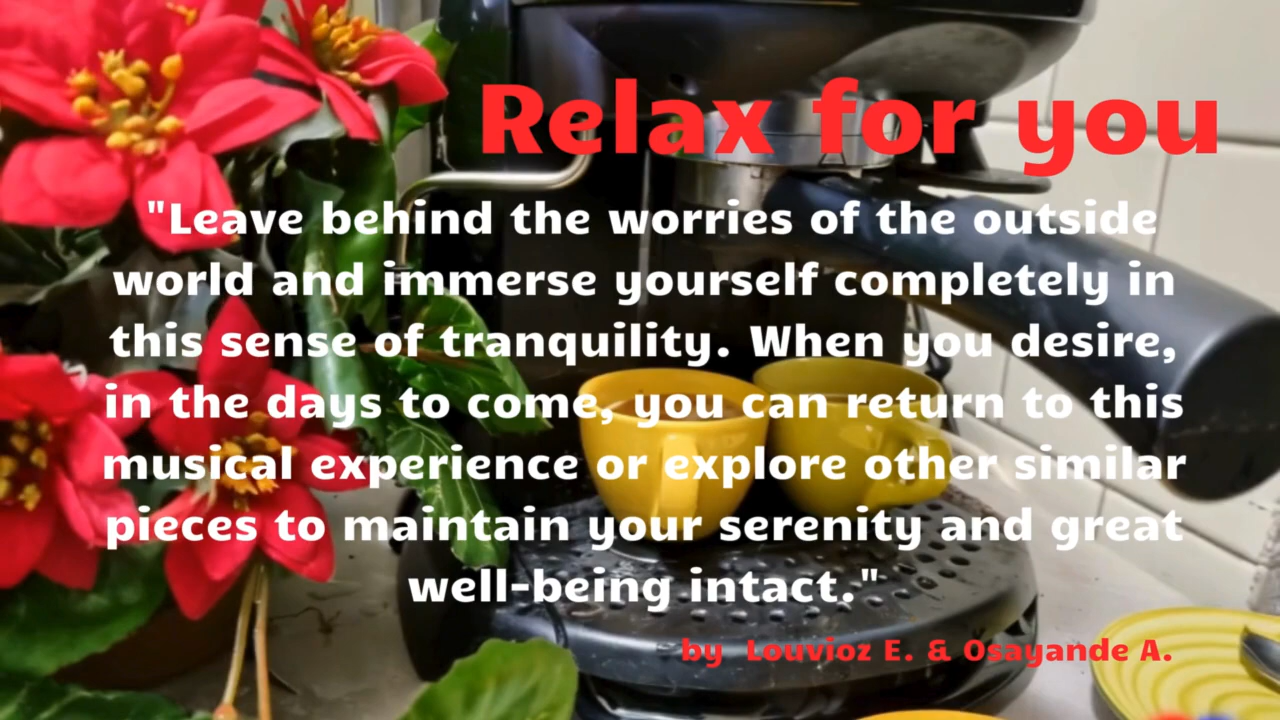 Relax for you
"Leave behind the worries of the outside
world and immerse yourself completely in
this sense of tranquility. When you desire,
in the days to come, you can return to this
musical experience or explore other similar
pieces to maintain your serenity and great
well-being intact."
by Louvioz E. & Osayande A.